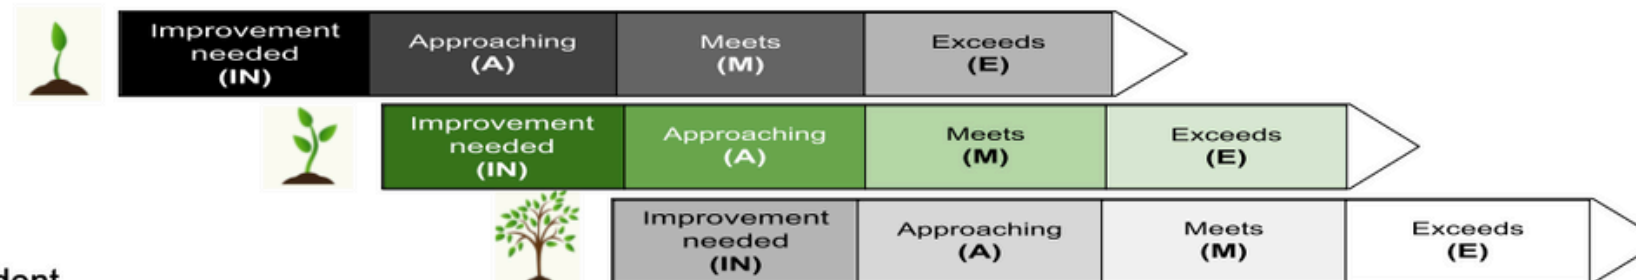 Improvement
needed
(IN)
Approaching
(A)
Meets
(M)
Exceeds
(E)
Improvement
needed
(IN)
Approaching
(A)
Meets
(M)
Exceeds
(E)
Improvement
needed
(IN)
Approaching
(A)
Meets
(M)
Exceeds
(E)